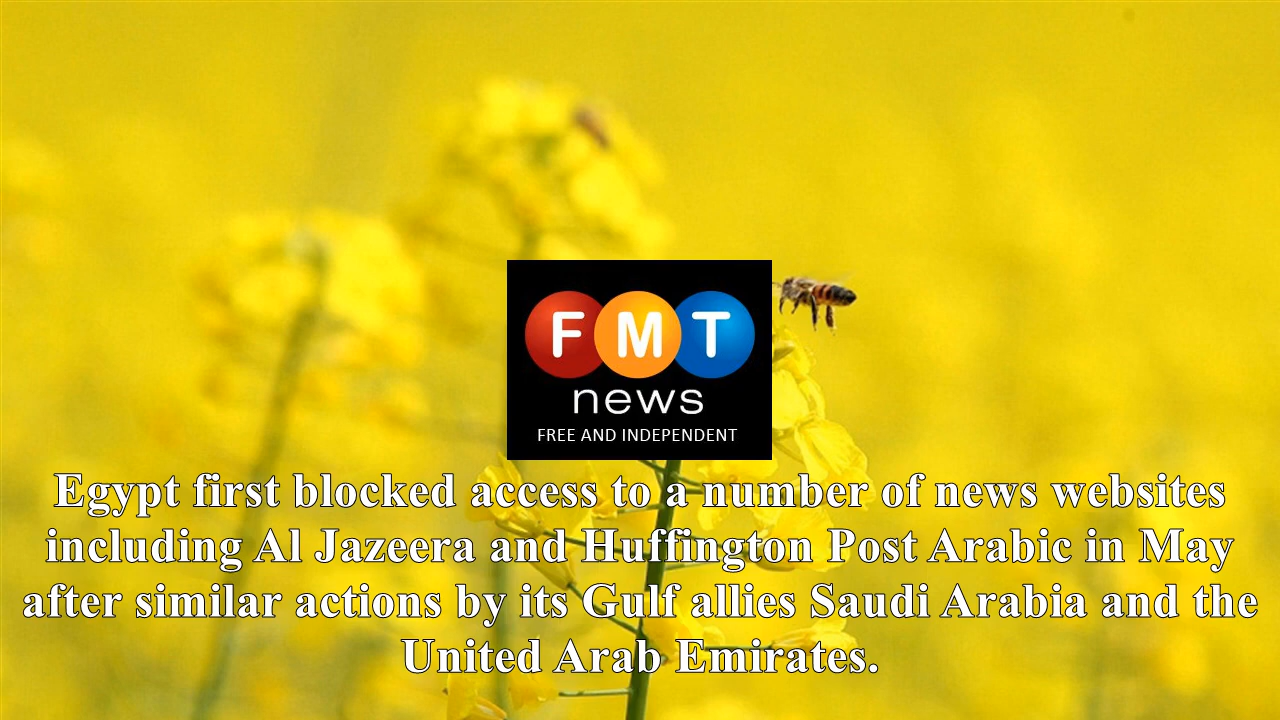 FMT
news
FREE AND INDEPENDENT
Egypt first blocked access to a number of news websites
including Al Jazeera and Huffington Post Arabic in May
after similar actions by its Gulf allies Saudi Arabia and the
United Arab Emirates.